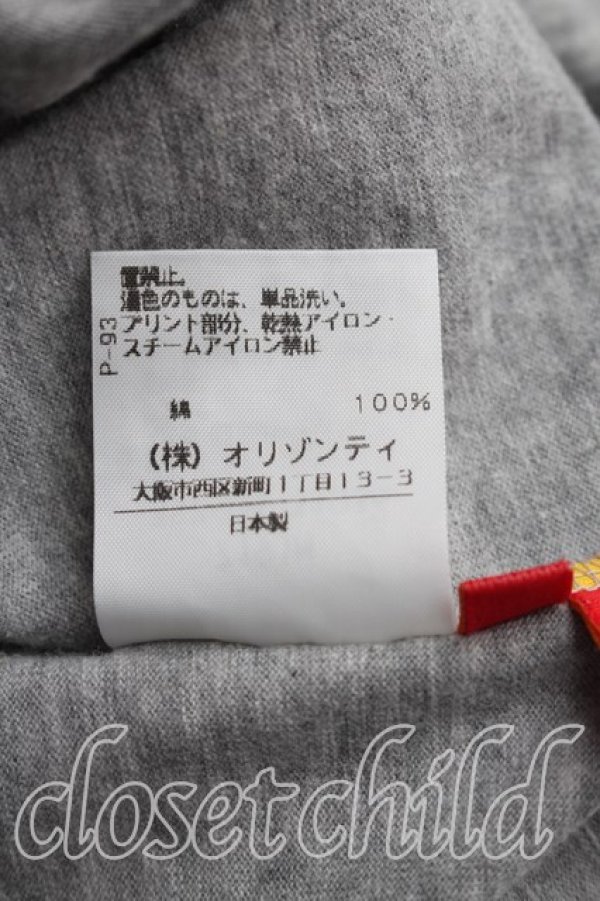 置禁止。
濃色のものは、単品洗い。
プリント部分、乾熱アイロン・
スチームアイロン禁止
P-93
綿 100%
(株) オリゾンティ
大阪市西区新町1丁目13-3
日本製
closetchild